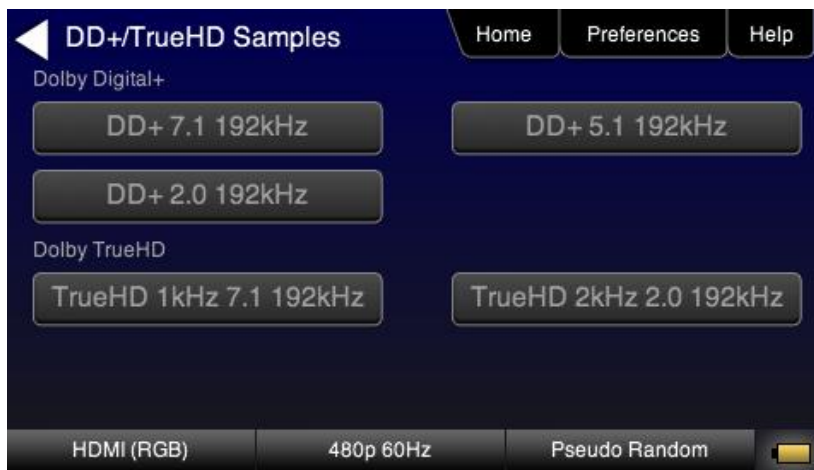 DD+/TrueHD Samples
Home
Preferences
Help
Dolby Digital+
DD+ 7.1 192kHz
DD+ 5.1 192kHz
DD+ 2.0 192kHz
Dolby TrueHD
TrueHD 1kHz 7.1 192kHz
TrueHD 2kHz 2.0 192kHz
HDMI (RGB)
480p 60Hz
Pseudo Random